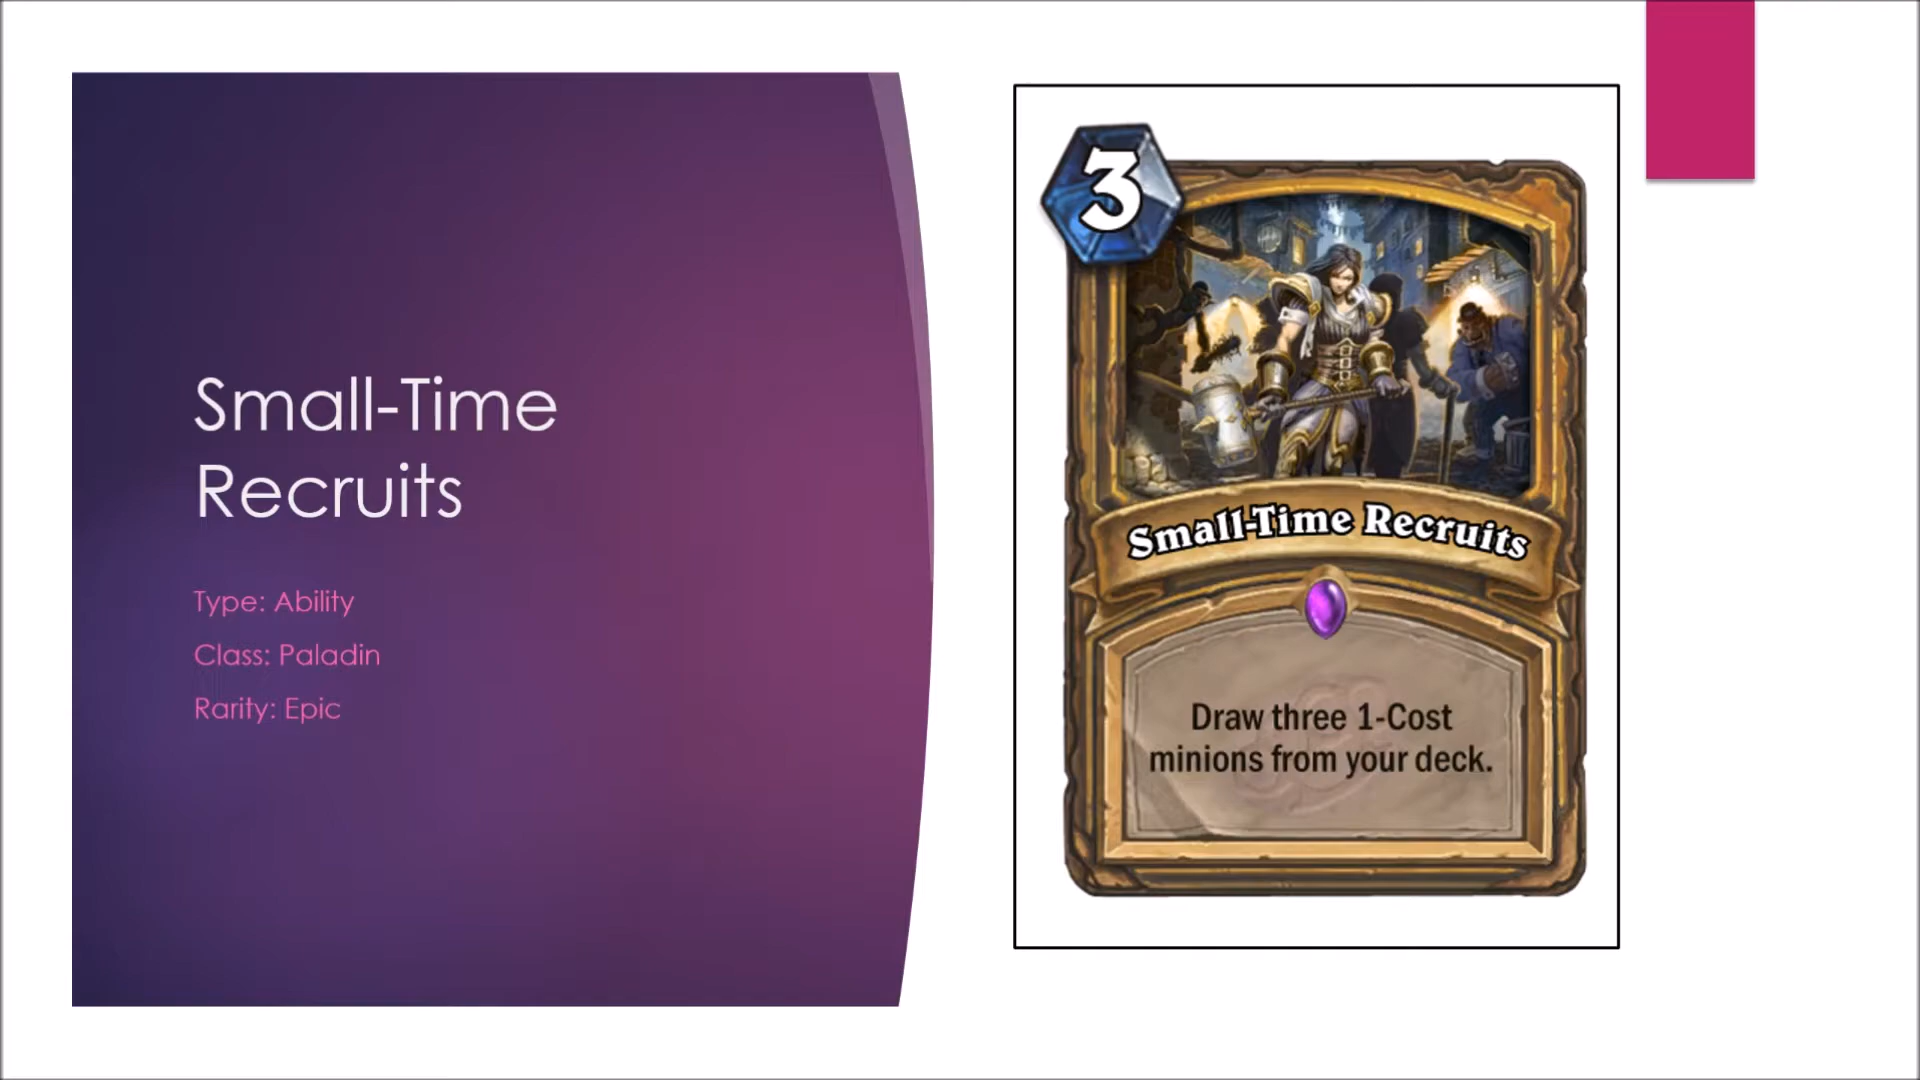 Small-Time
Recruits
Type: Ability
Class: Paladin
Rarity: Epic
3
Small-Time Recruits
Draw three 1-Cost
minions from your deck.